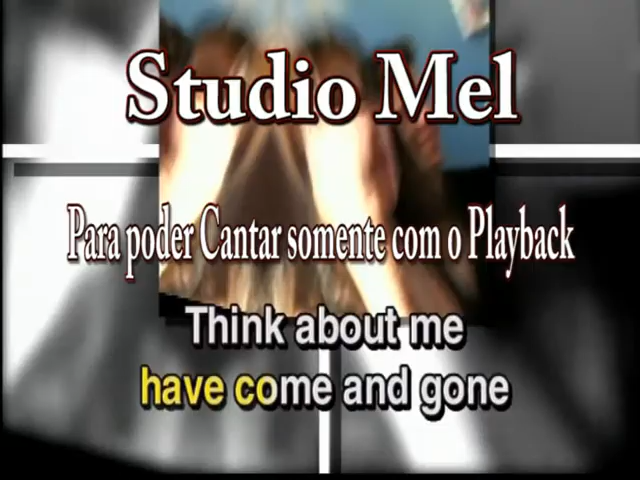 Studio Mel
Para poder Cantar somente com o Playback
Think about me
have come and gone